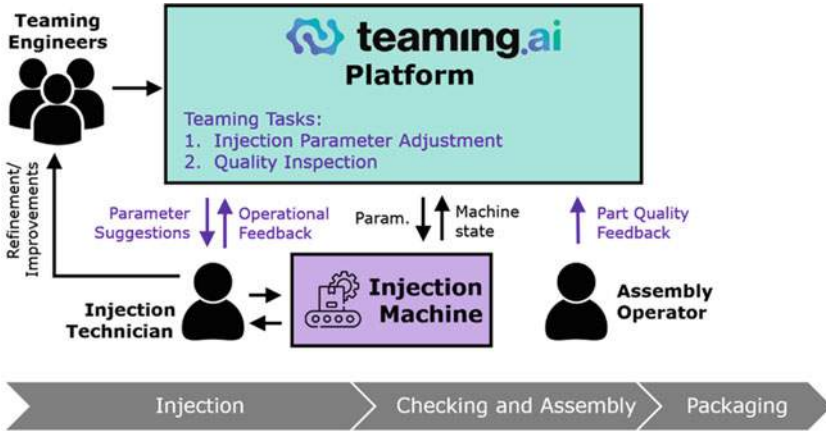 Teaming
Engineers
teaming.ai
Platform
Teaming Tasks:
1. Injection Parameter Adjustment
2. Quality Inspection
Refinement/
Improvements
Parameter
Suggestions
Operational
Feedback
Param.
Machine
state
Part Quality
Feedback
Injection
Technician
Injection
Machine
Assembly
Operator
Injection
Checking and Assembly
Packaging